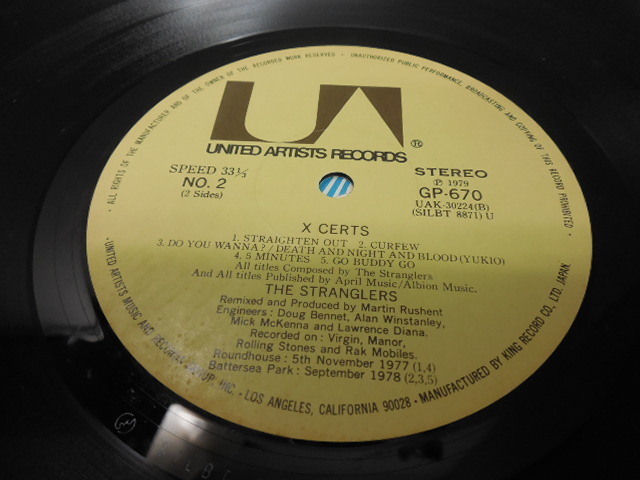 · ALL RIGHTS OF THE MANUFACTURER AND OF THE OWNER OF THE RECORDED WORK RESERVED · UNAUTHORIZED PUBLIC PERFORMANCE, BROADCASTING AND COPYING OF THIS RECORD PROHIBITED ·
UA
UNITED ARTISTS RECORDS ®
SPEED 33⅓
NO. 2
(2 Sides)
STEREO
Ⓟ 1979
GP-670
UAK-30224(B)
(SILBT 8871) U
X CERTS
1. STRAIGHTEN OUT 2. CURFEW
3. DO YOU WANNA? / DEATH AND NIGHT AND BLOOD (YUKIO)
4. 5 MINUTES 5. GO BUDDY GO
All titles Composed by The Stranglers
And All titles Published by April Music/Albion Music.
THE STRANGLERS
Remixed and Produced by Martin Rushent
Engineers : Doug Bennet, Alan Winstanley,
Mick McKenna and Lawrence Diana.
Recorded on : Virgin, Manor,
Rolling Stones and Rak Mobiles.
Roundhouse : 5th November 1977 (1,4)
Battersea Park : September 1978 (2,3,5)
· UNITED ARTISTS MUSIC AND RECORDS GROUP, INC. · LOS ANGELES, CALIFORNIA 90028 · MANUFACTURED BY KING RECORD CO., LTD. JAPAN.